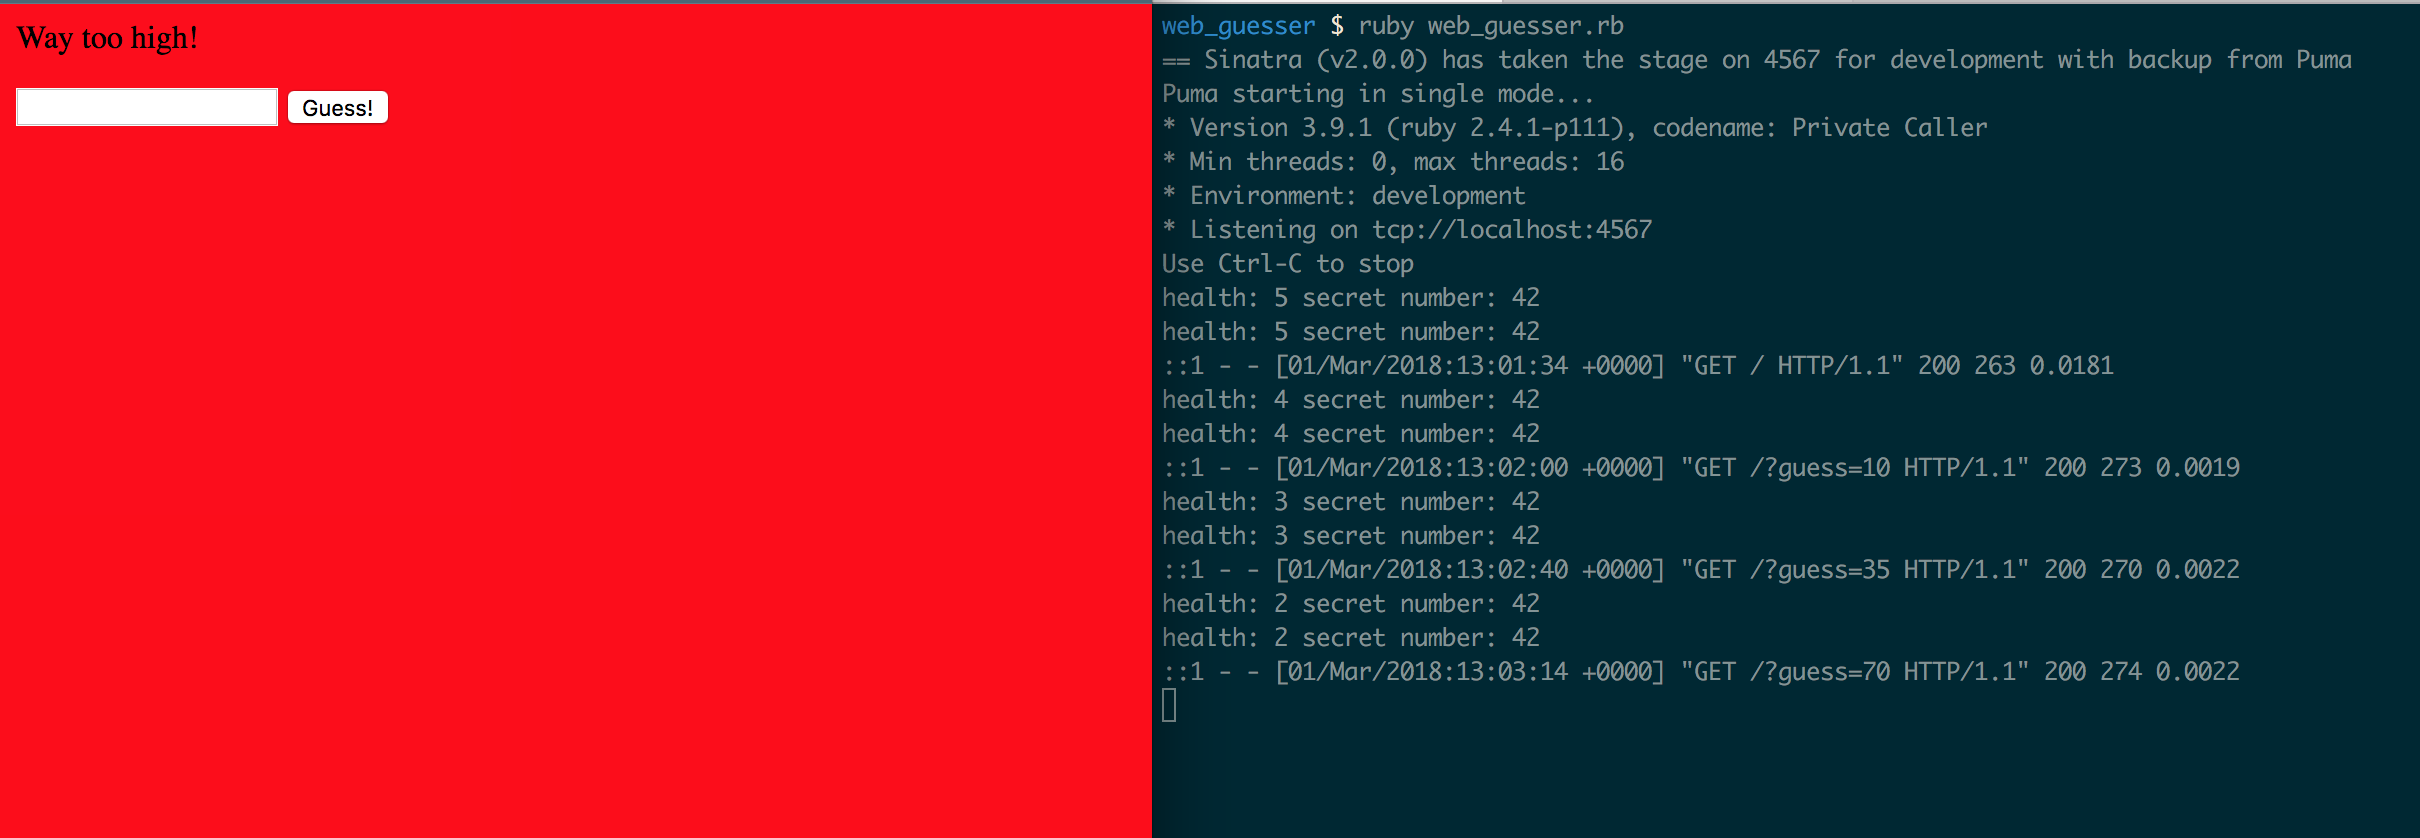 Way too high!
Guess!
web_guesser $ ruby web_guesser.rb
== Sinatra (v2.0.0) has taken the stage on 4567 for development with backup from Puma
Puma starting in single mode...
* Version 3.9.1 (ruby 2.4.1-p111), codename: Private Caller
* Min threads: 0, max threads: 16
* Environment: development
* Listening on tcp://localhost:4567
Use Ctrl-C to stop
health: 5 secret number: 42
health: 5 secret number: 42
::1 - - [01/Mar/2018:13:01:34 +0000] "GET / HTTP/1.1" 200 263 0.0181
health: 4 secret number: 42
health: 4 secret number: 42
::1 - - [01/Mar/2018:13:02:00 +0000] "GET /?guess=10 HTTP/1.1" 200 273 0.0019
health: 3 secret number: 42
health: 3 secret number: 42
::1 - - [01/Mar/2018:13:02:40 +0000] "GET /?guess=35 HTTP/1.1" 200 270 0.0022
health: 2 secret number: 42
health: 2 secret number: 42
::1 - - [01/Mar/2018:13:03:14 +0000] "GET /?guess=70 HTTP/1.1" 200 274 0.0022